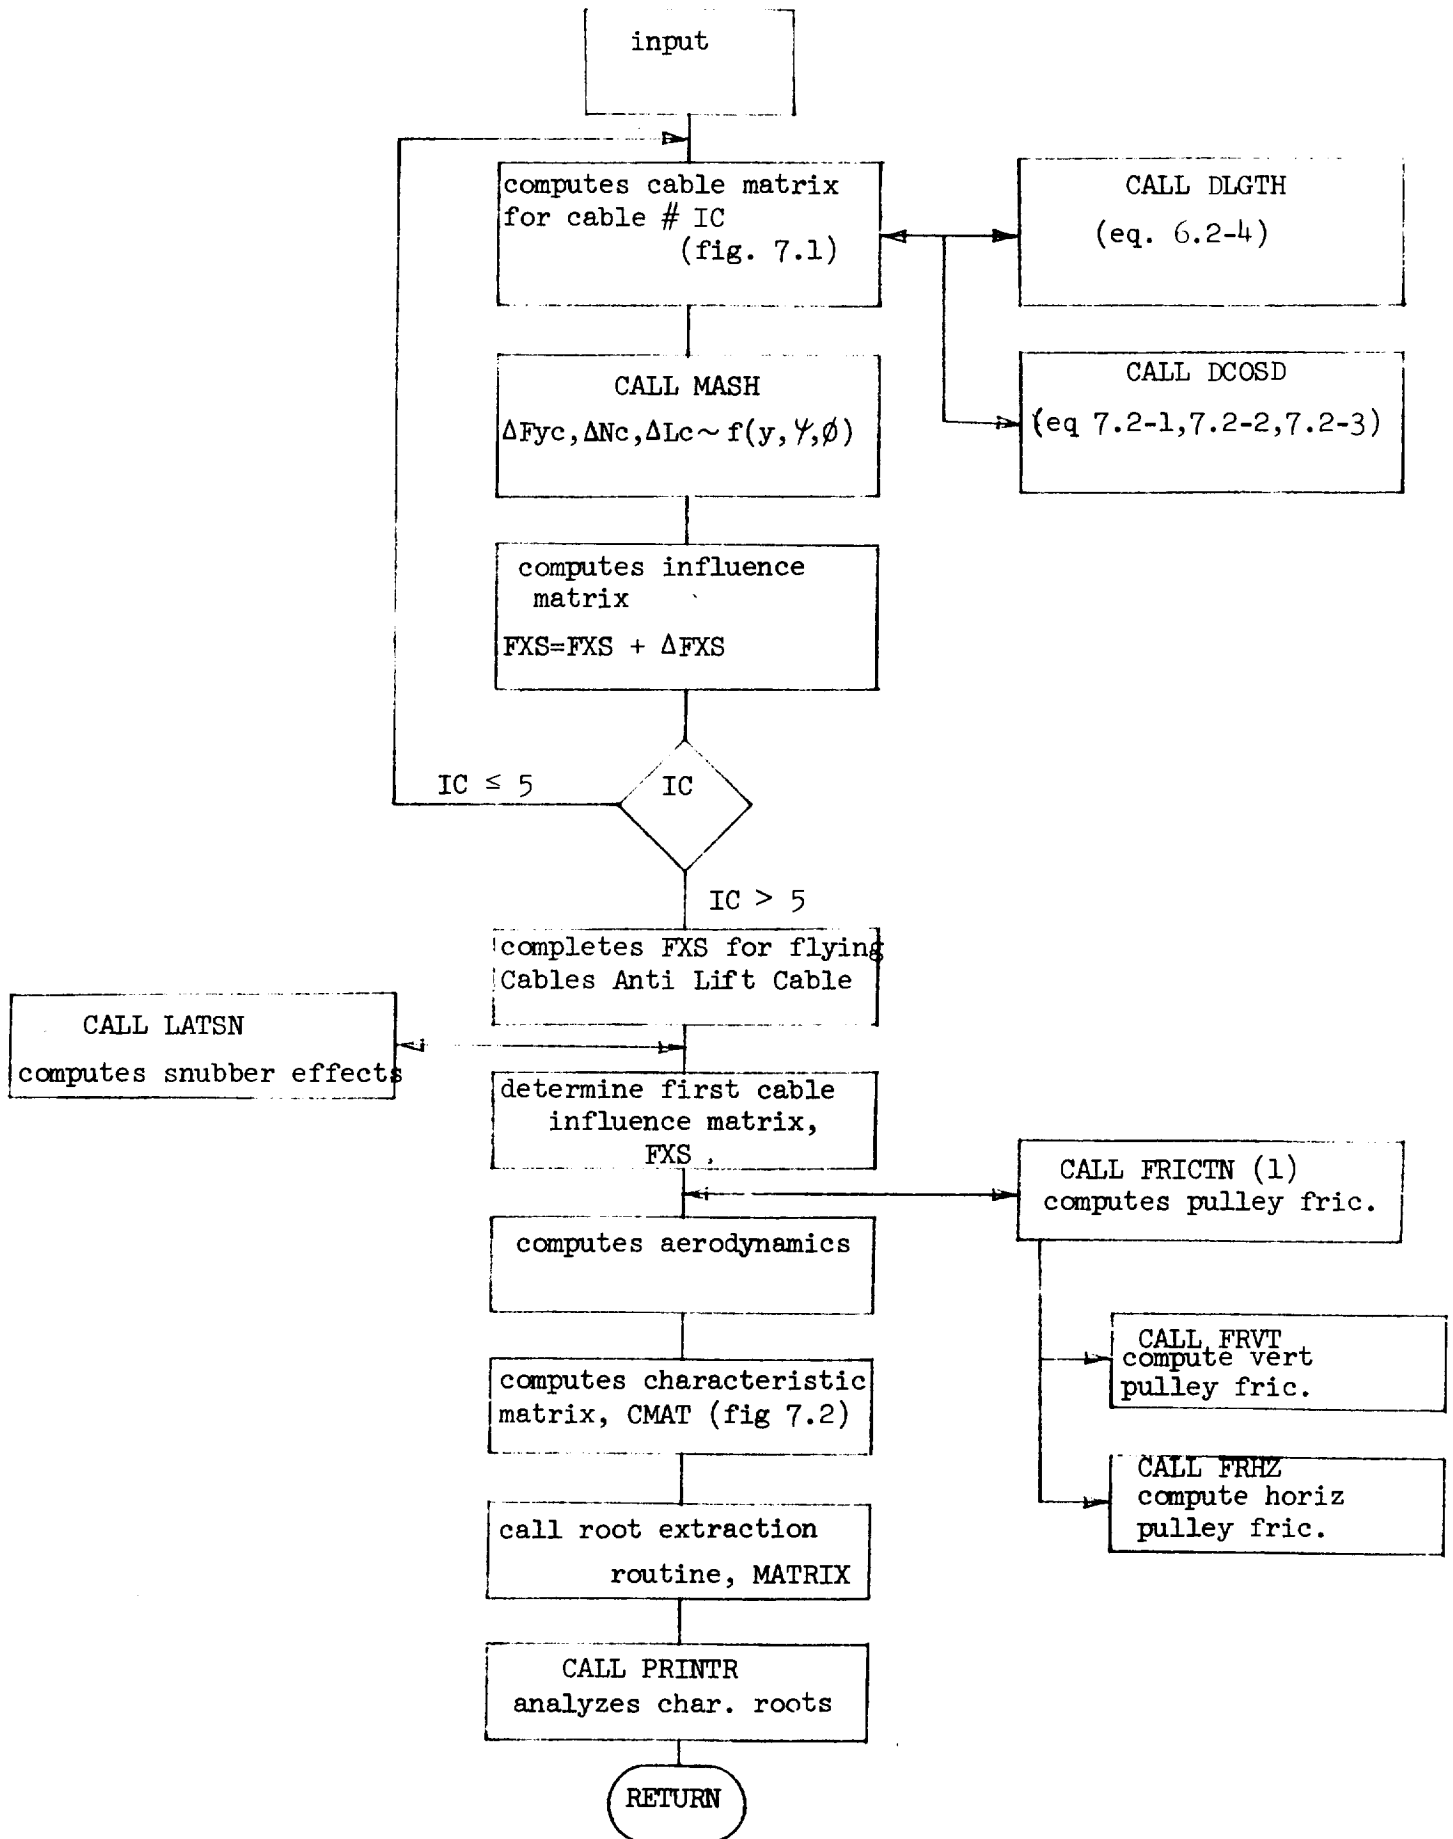 input
computes cable matrix
for cable # IC
(fig. 7.1)
CALL DLGTH
(eq. 6.2-4)
CALL MASH
ΔFyc,ΔNc,ΔLc~f(y,Ψ,ø)
CALL DCOSD
(eq 7.2-1,7.2-2,7.2-3)
computes influence
matrix
FXS=FXS + ΔFXS
IC ≤ 5
IC
IC > 5
completes FXS for flying
Cables Anti Lift Cable
CALL LATSN
computes snubber effects
determine first cable
influence matrix,
FXS .
CALL FRICTN (1)
computes pulley fric.
computes aerodynamics
CALL FRVT
compute vert
pulley fric.
computes characteristic
matrix, CMAT (fig 7.2)
CALL FRHZ
compute horiz
pulley fric.
call root extraction
routine, MATRIX
CALL PRINTR
analyzes char. roots
RETURN